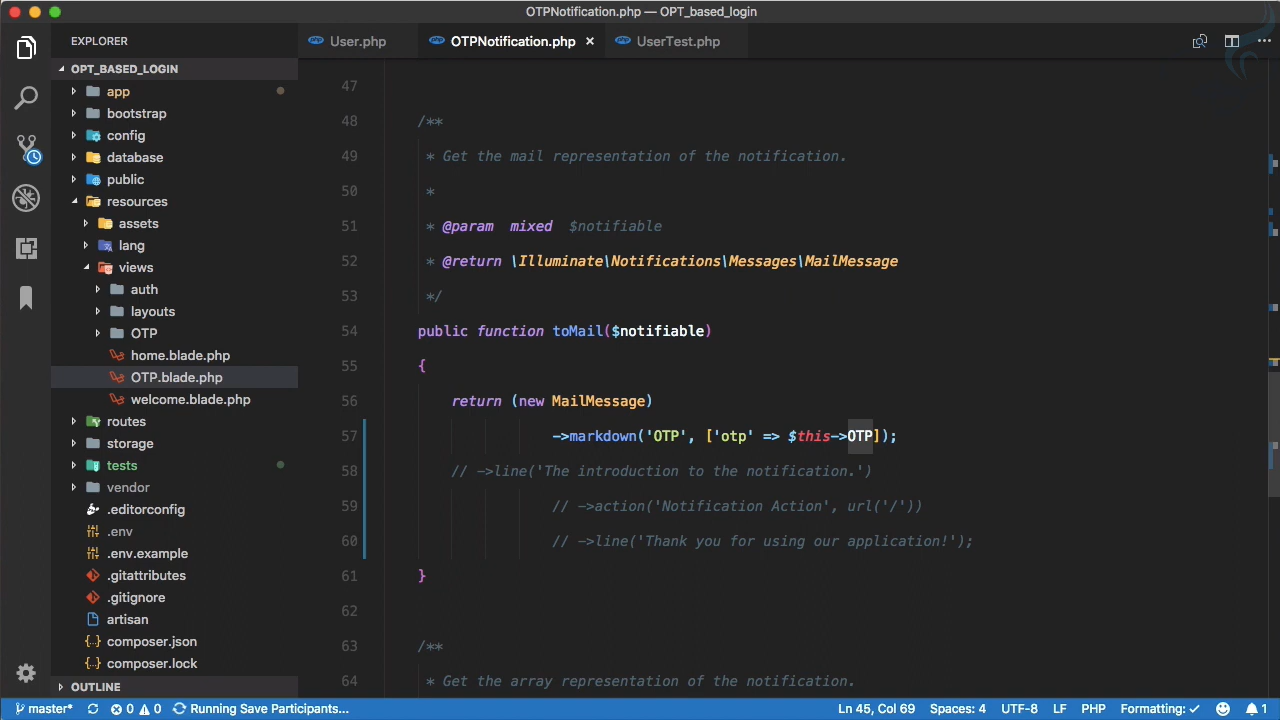 OTPNotification.php — OPT_based_login
EXPLORER
User.php
OTPNotification.php ×
UserTest.php
OPT_BASED_LOGIN
app
bootstrap
config
database
public
resources
assets
lang
views
auth
layouts
OTP
home.blade.php
OTP.blade.php
welcome.blade.php
routes
storage
tests
vendor
.editorconfig
.env
.env.example
.gitattributes
.gitignore
artisan
{..} composer.json
{..} composer.lock
OUTLINE
47
48 /**
49 * Get the mail representation of the notification.
50 *
51 * @param  mixed  $notifiable
52 * @return \Illuminate\Notifications\Messages\MailMessage
53 */
54 public function toMail($notifiable)
55 {
56 return (new MailMessage)
57 ->markdown('OTP', ['otp' => $this->OTP]);
58 // ->line('The introduction to the notification.')
59 // ->action('Notification Action', url('/'))
60 // ->line('Thank you for using our application!');
61 }
62
63 /**
64 * Get the array representation of the notification.
master* 0 0 Running Save Participants... Ln 45, Col 69 Spaces: 4 UTF-8 LF PHP Formatting: ✓ 1